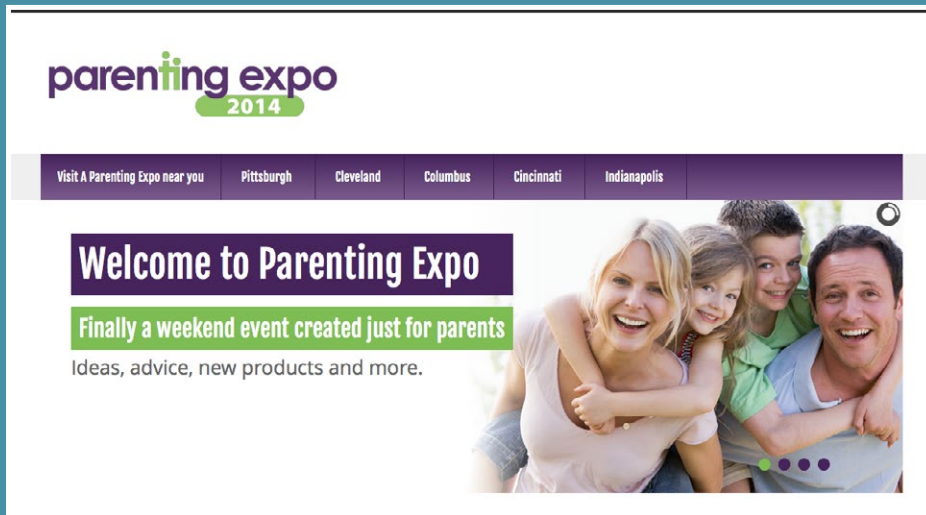 parenting expo
2014
Visit A Parenting Expo near you Pittsburgh Cleveland Columbus Cincinnati Indianapolis
Welcome to Parenting Expo
Finally a weekend event created just for parents
Ideas, advice, new products and more.